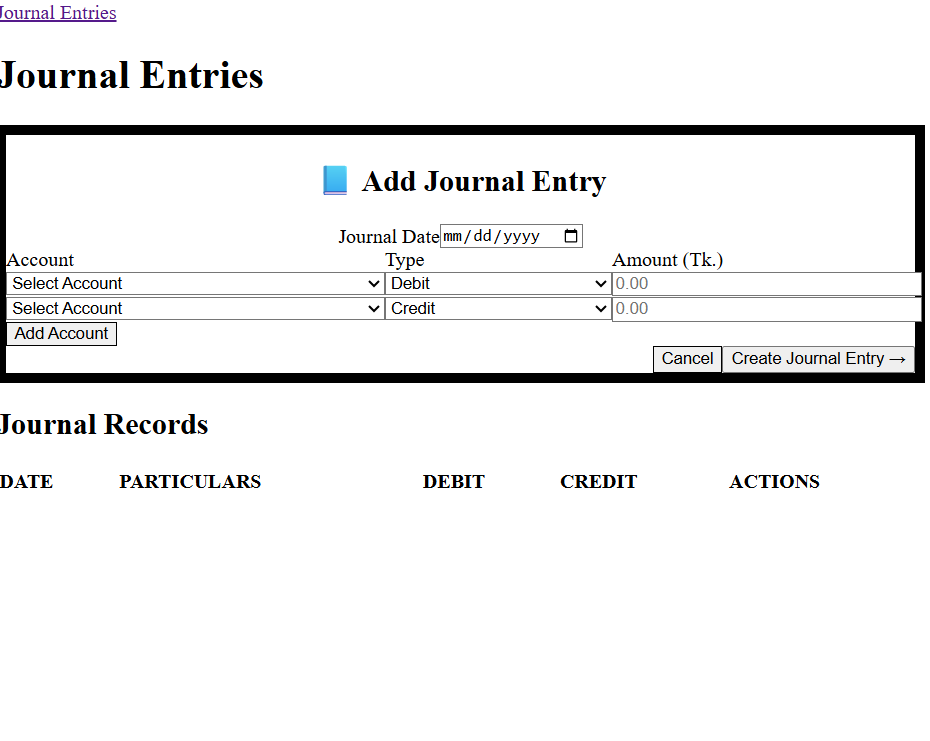 Journal Entries
Journal Entries
Add Journal Entry
Journal Date mm/dd/yyyy
Account Type Amount (Tk.)
Select Account Debit 0.00
Select Account Credit 0.00
Add Account
Cancel Create Journal Entry →
Journal Records
DATE PARTICULARS DEBIT CREDIT ACTIONS